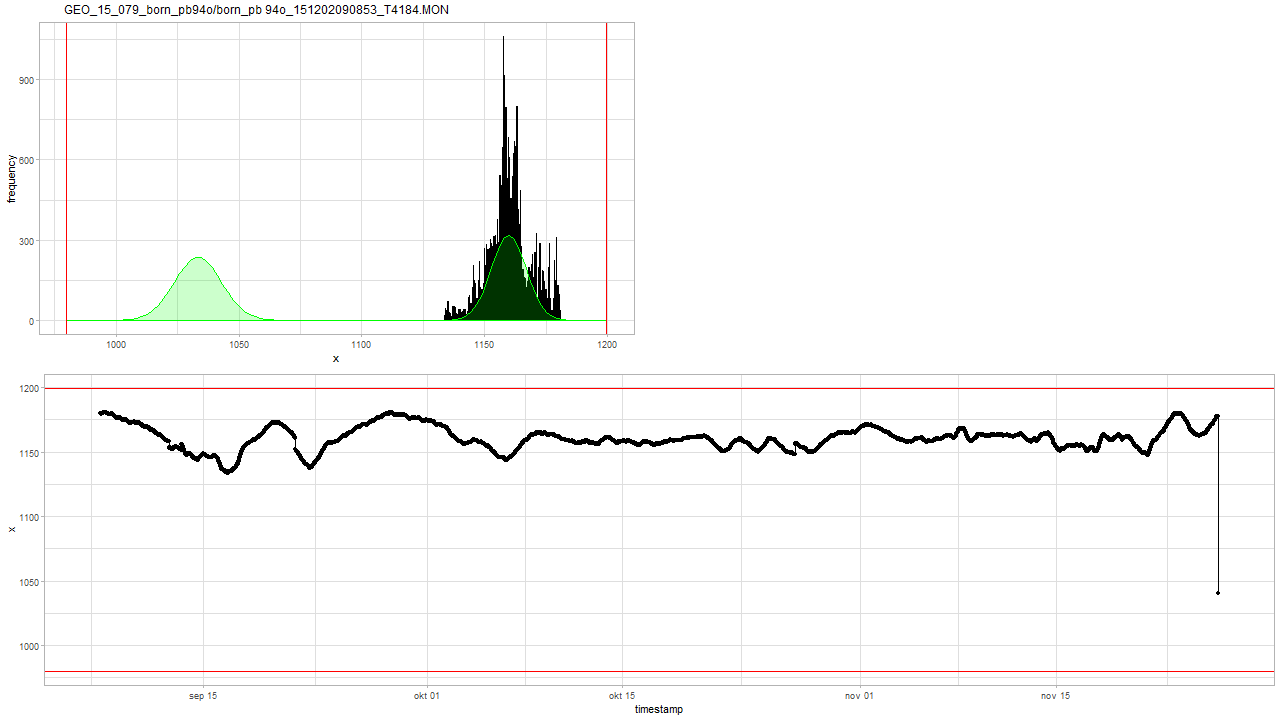 GEO_15_079_born_pb94o/born_pb 94o_151202090853_T4184.MON
900
600
300
0
frequency
1000 1050 1100 1150 1200
x
1200
1150
1100
1050
1000
x
sep 15 okt 01 okt 15 nov 01 nov 15
timestamp